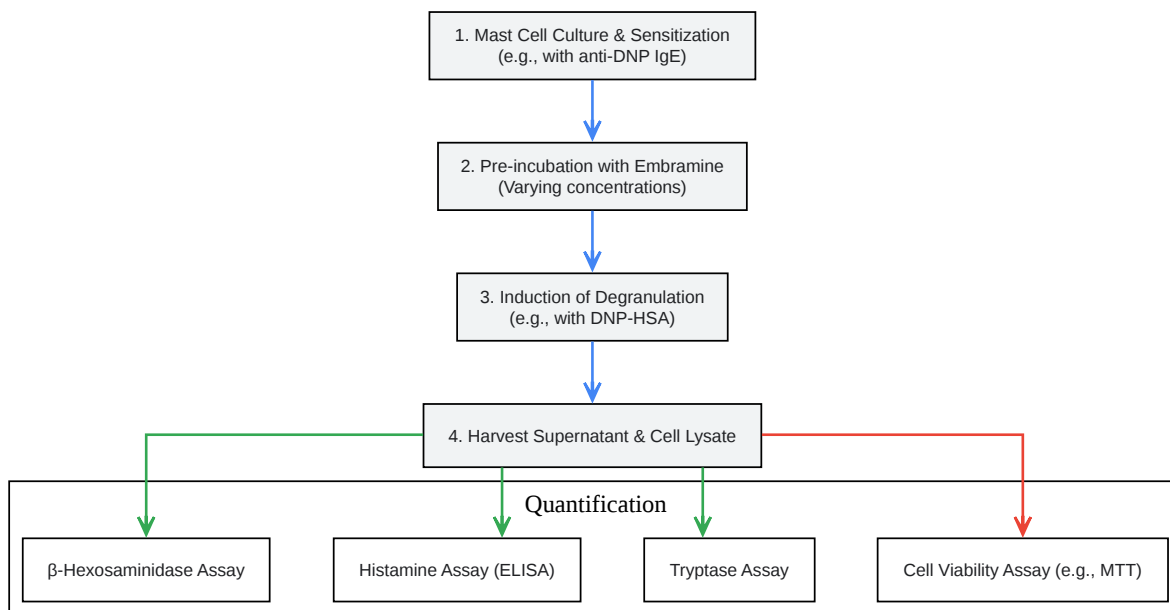 1. Mast Cell Culture & Sensitization
(e.g., with anti-DNP IgE)
2. Pre-incubation with Embramine
(Varying concentrations)
3. Induction of Degranulation
(e.g., with DNP-HSA)
4. Harvest Supernatant & Cell Lysate
Quantification
β-Hexosaminidase Assay
Histamine Assay (ELISA)
Tryptase Assay
Cell Viability Assay (e.g., MTT)